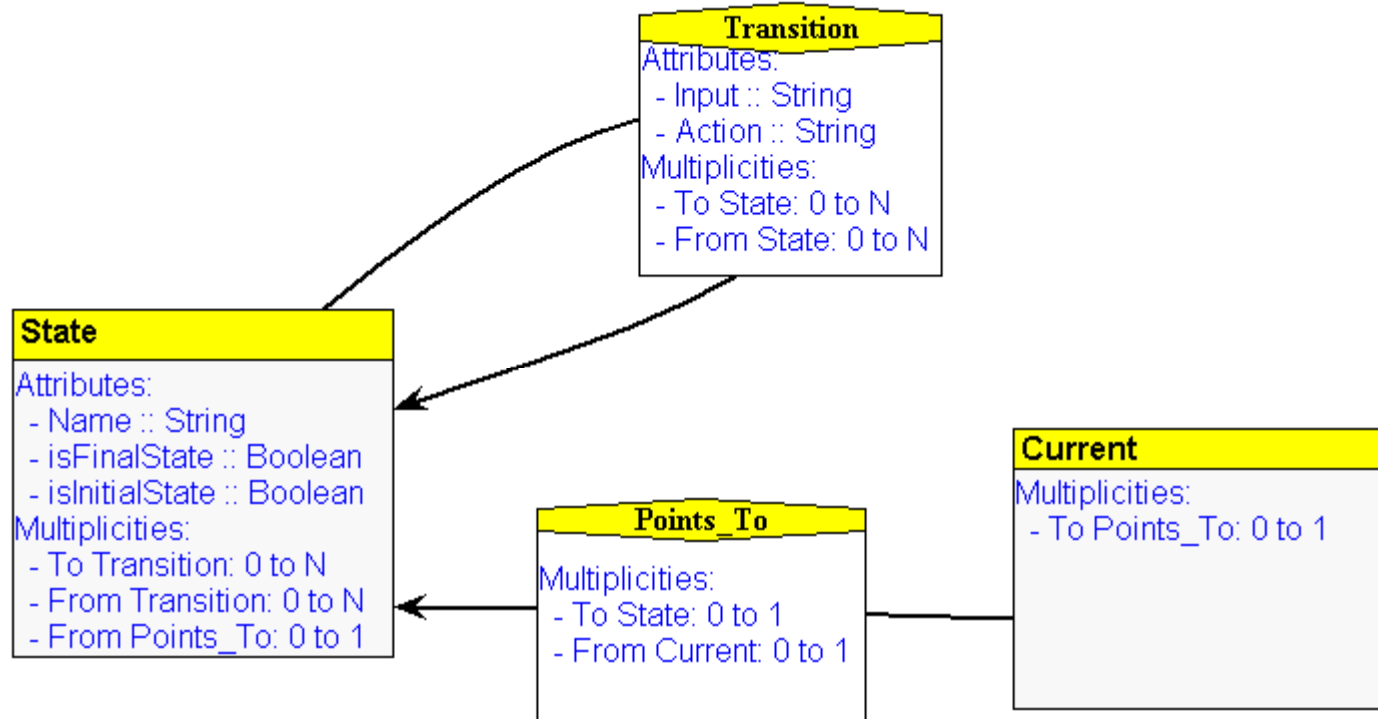 Transition
Attributes:
- Input :: String
- Action :: String
Multiplicities:
- To State: 0 to N
- From State: 0 to N
State
Attributes:
- Name :: String
- isFinalState :: Boolean
- isInitialState :: Boolean
Multiplicities:
- To Transition: 0 to N
- From Transition: 0 to N
- From Points_To: 0 to 1
Points_To
Multiplicities:
- To State: 0 to 1
- From Current: 0 to 1
Current
Multiplicities:
- To Points_To: 0 to 1